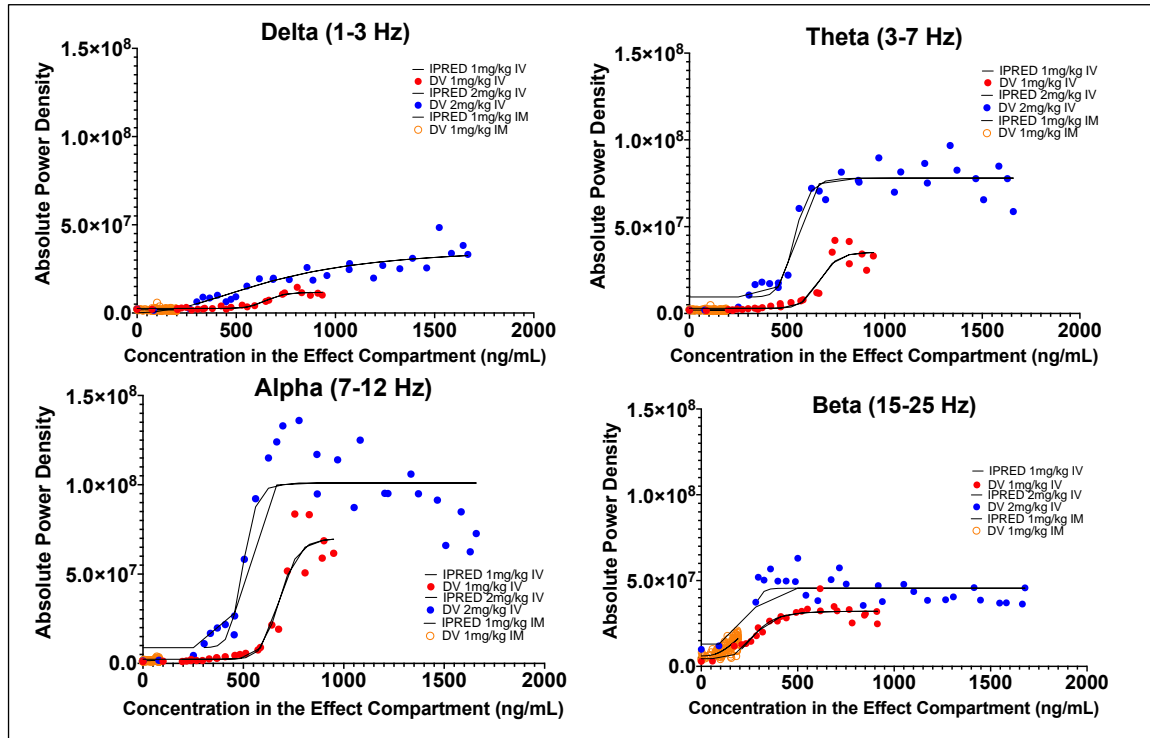 Delta (1-3 Hz)
1.5×10⁸
1.0×10⁸
5.0×10⁷
0.0
Absolute Power Density
IPRED 1mg/kg IV
DV 1mg/kg IV
IPRED 2mg/kg IV
DV 2mg/kg IV
IPRED 1mg/kg IM
DV 1mg/kg IM
0 500 1000 1500 2000
Concentration in the Effect Compartment (ng/mL)
Theta (3-7 Hz)
1.5×10⁸
1.0×10⁸
5.0×10⁷
0.0
Absolute Power Density
IPRED 1mg/kg IV
DV 1mg/kg IV
IPRED 2mg/kg IV
DV 2mg/kg IV
IPRED 1mg/kg IM
DV 1mg/kg IM
0 500 1000 1500 2000
Concentration in the Effect Compartment (ng/mL)
Alpha (7-12 Hz)
1.5×10⁸
1.0×10⁸
5.0×10⁷
0.0
Absolute Power Density
IPRED 1mg/kg IV
DV 1mg/kg IV
IPRED 2mg/kg IV
DV 2mg/kg IV
IPRED 1mg/kg IM
DV 1mg/kg IM
0 500 1000 1500 2000
Concentration in the Effect Compartment (ng/mL)
Beta (15-25 Hz)
1.5×10⁸
1.0×10⁸
5.0×10⁷
0.0
Absolute Power Density
IPRED 1mg/kg IV
DV 1mg/kg IV
IPRED 2mg/kg IV
DV 2mg/kg IV
IPRED 1mg/kg IM
DV 1mg/kg IM
0 500 1000 1500 2000
Concentration in the Effect Compartment (ng/mL)